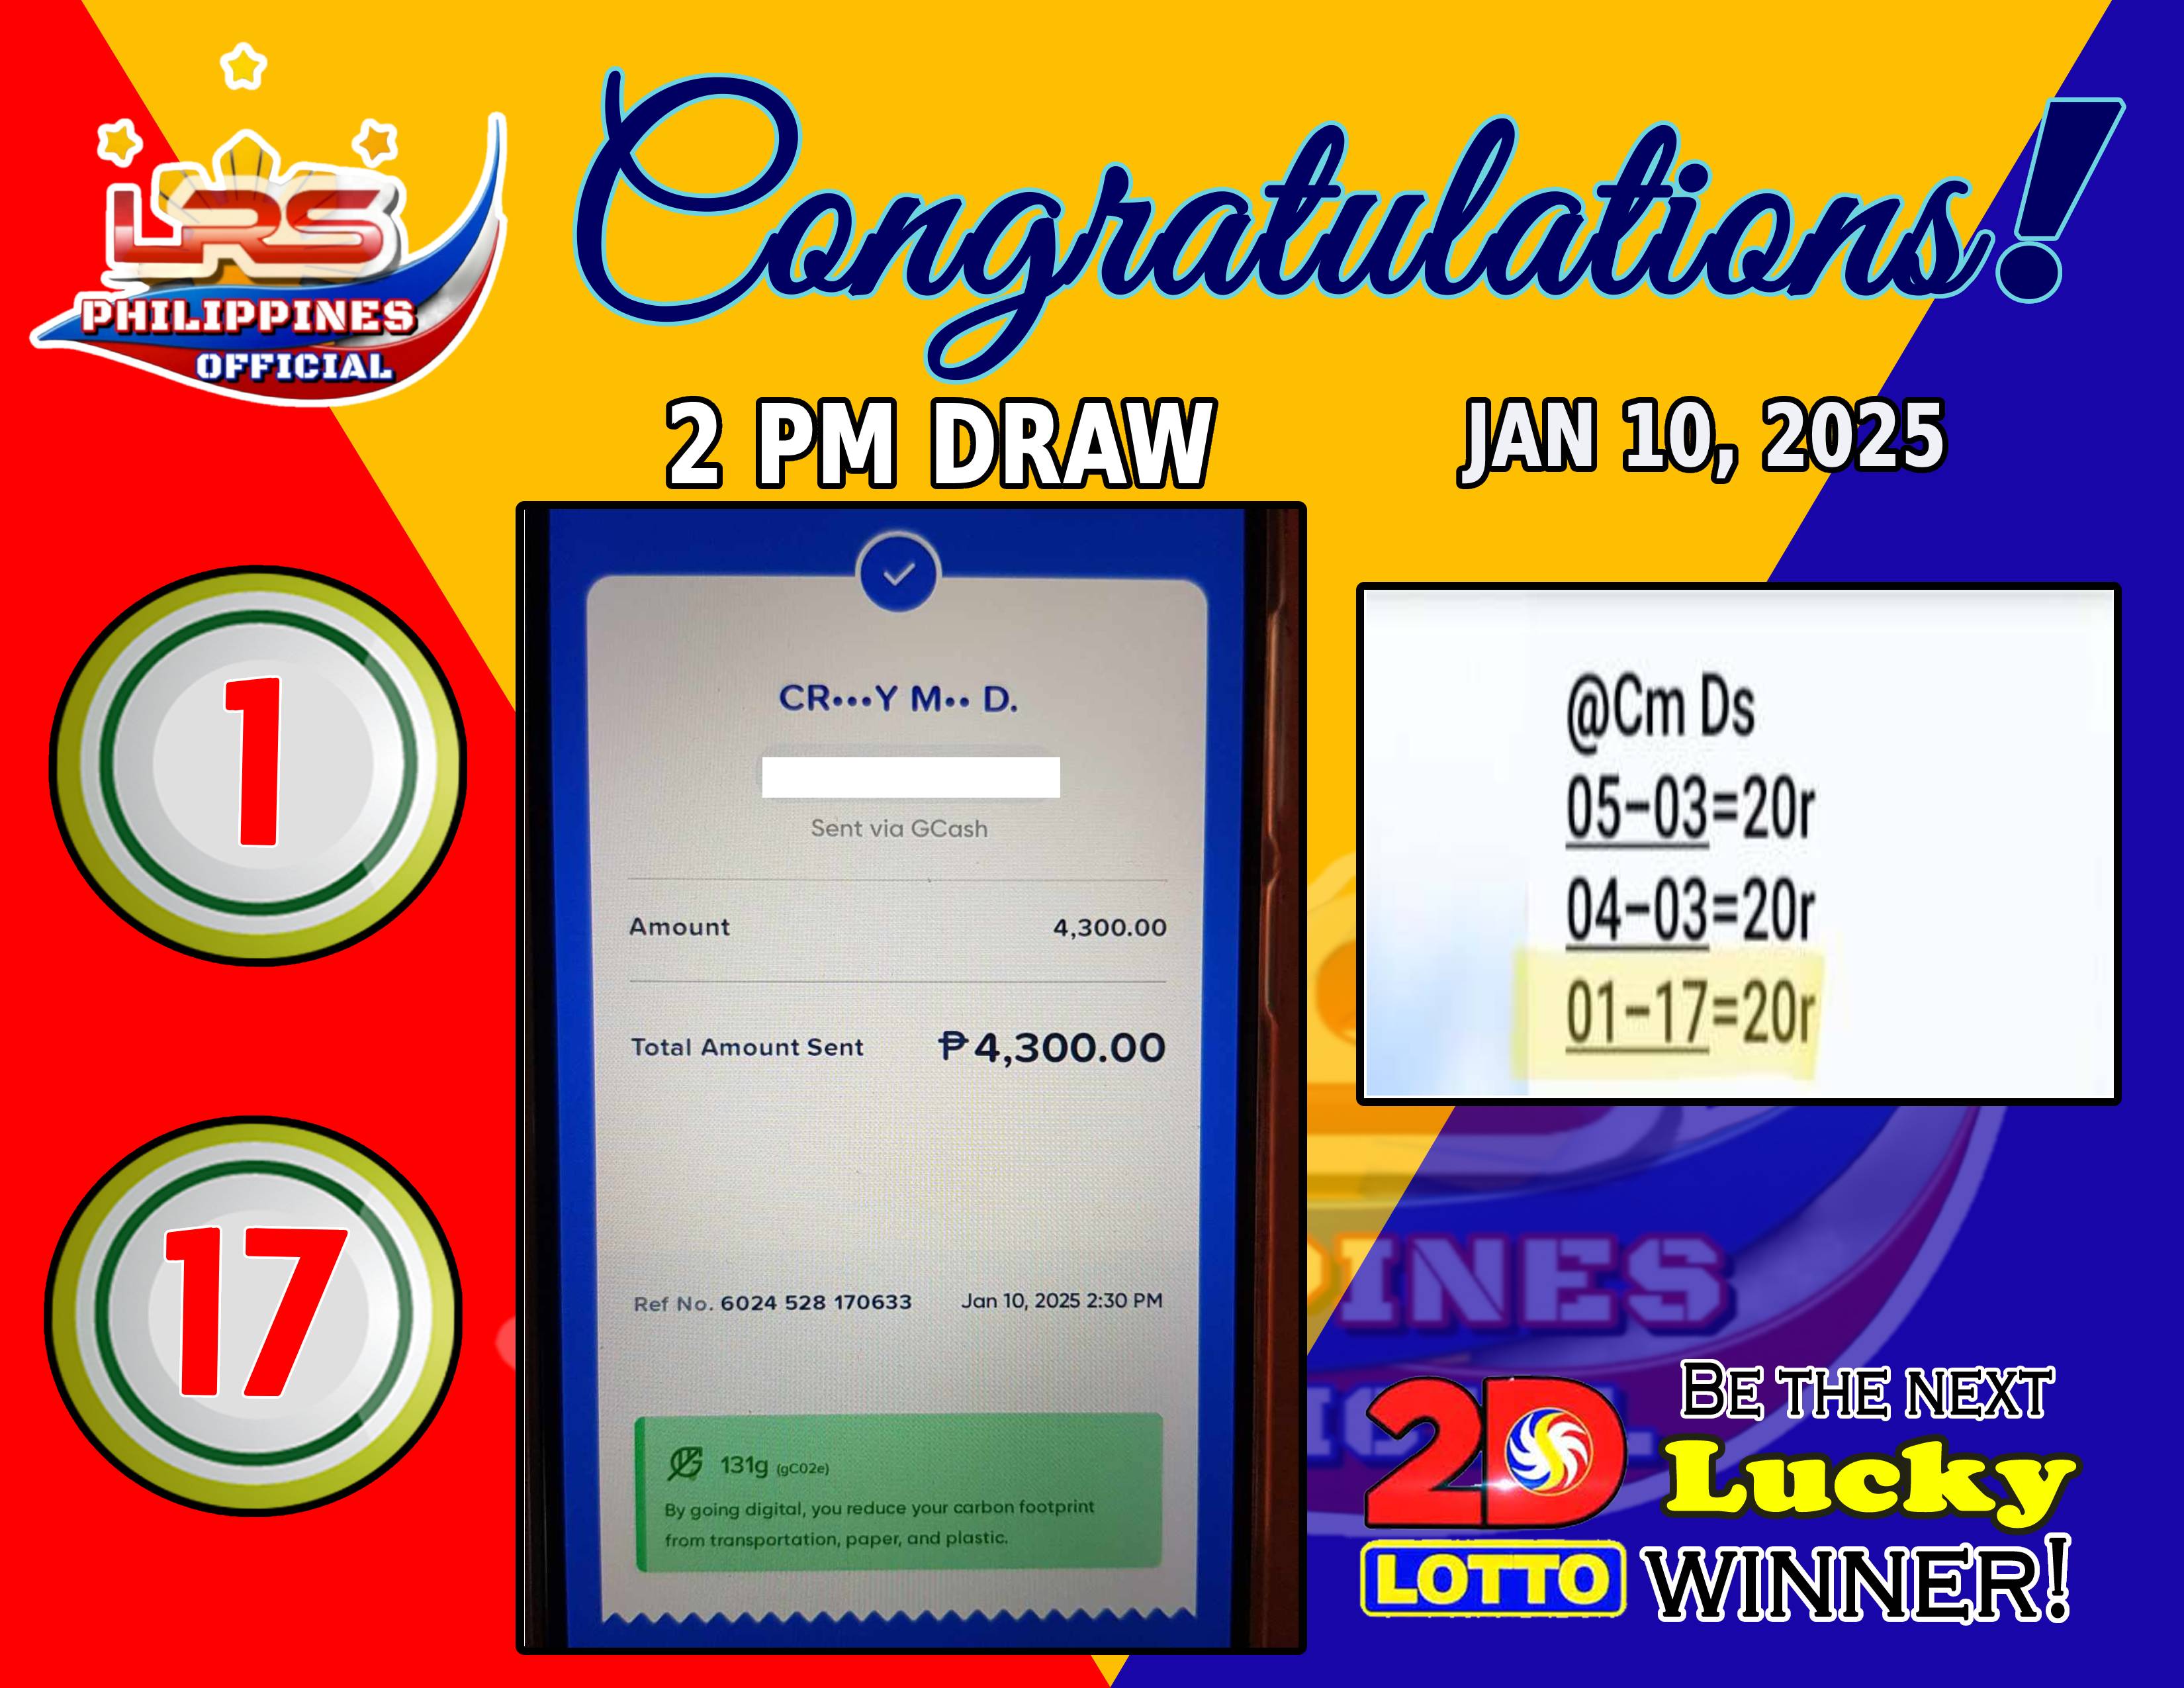 LRS
PHILIPPINES
OFFICIAL
Congratulations!
2 PM DRAW
JAN 10, 2025
1
17
CR•••Y M•• D.
Sent via GCash
Amount 4,300.00
Total Amount Sent ₱4,300.00
Ref No. 6024 528 170633 Jan 10, 2025 2:30 PM
131g (gC02e)
By going digital, you reduce your carbon footprint
from transportation, paper, and plastic.
@Cm Ds
05-03=20r
04-03=20r
01-17=20r
PINES
2D
LOTTO
BE THE NEXT
Lucky
WINNER!